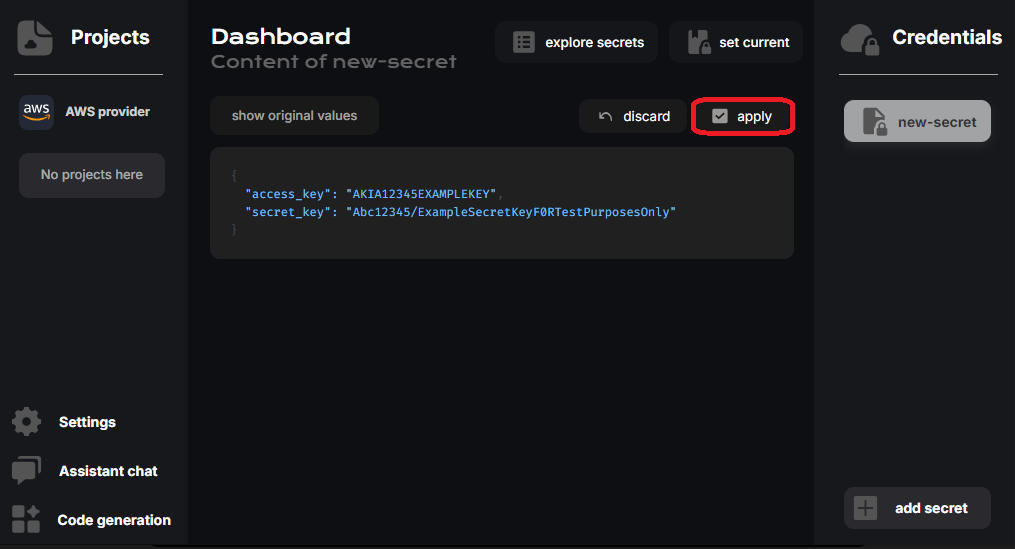 Projects
aws
AWS provider
No projects here
Settings
Assistant chat
Code generation
Dashboard
Content of new-secret
explore secrets
set current
show original values
discard
apply
{
"access_key": "AKIA12345EXAMPLEKEY",
"secret_key": "Abc12345/ExampleSecretKeyF0RTestPurposesOnly"
}
Credentials
new-secret
add secret